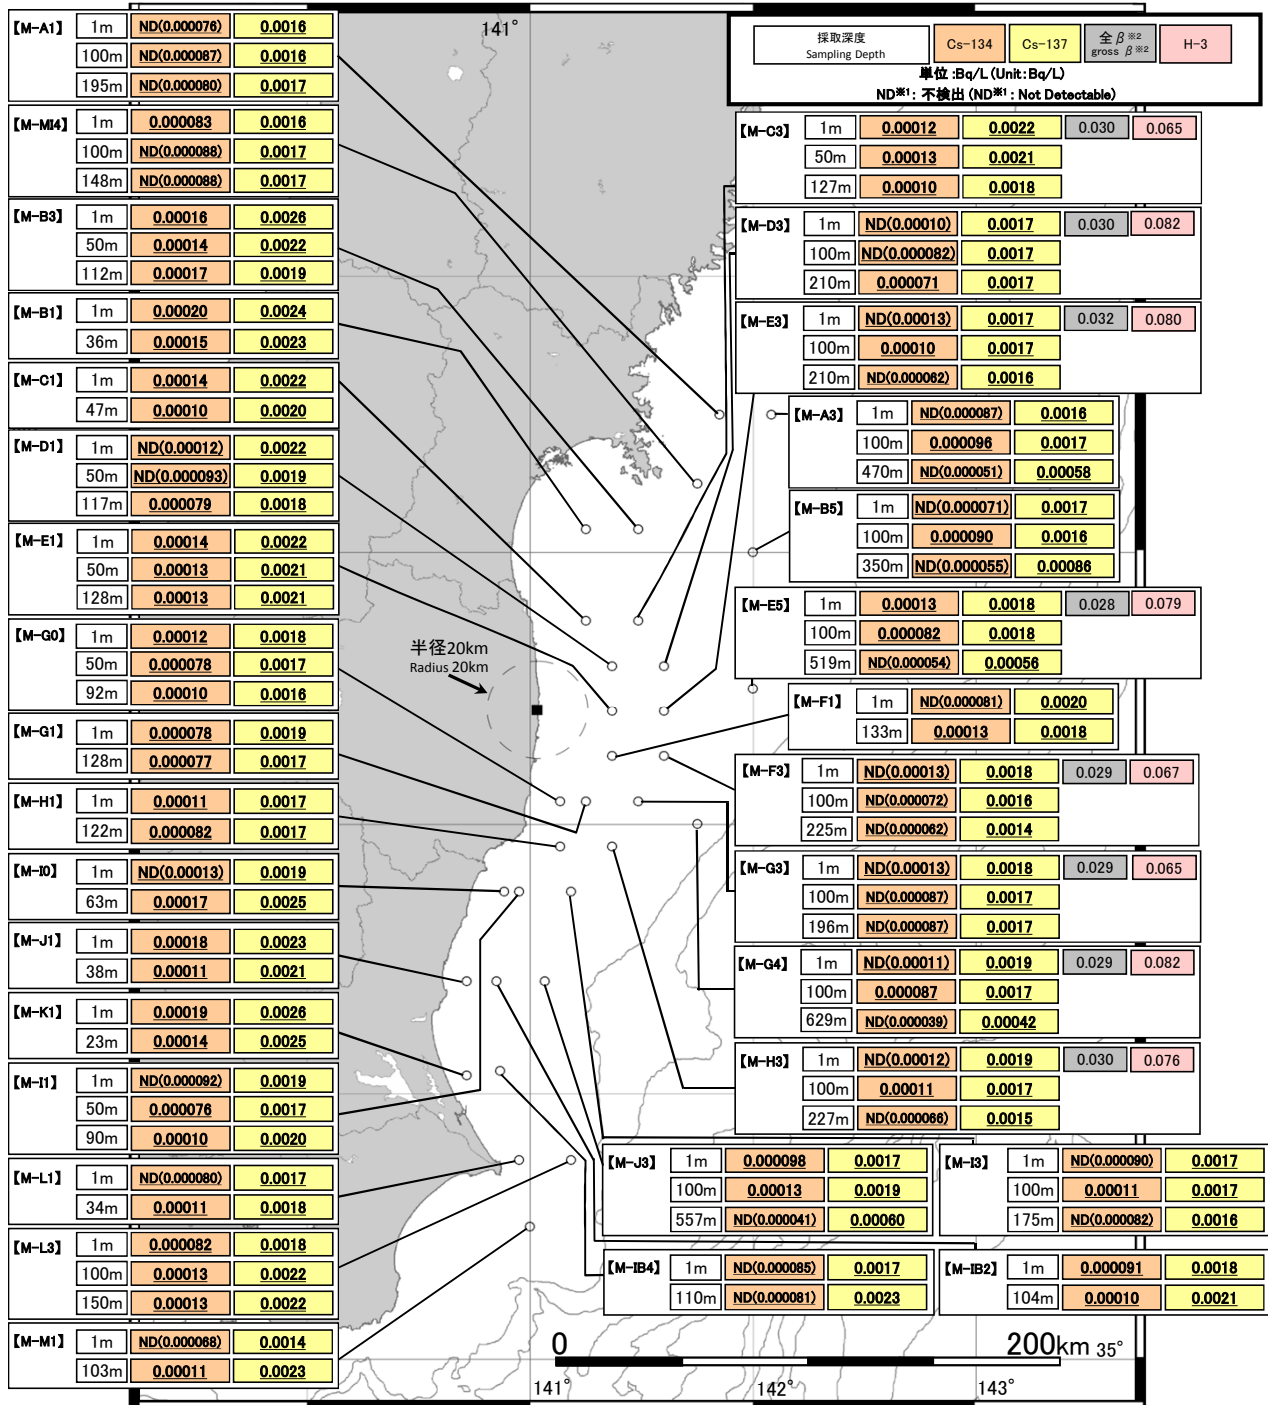 141°
採取深度
Sampling Depth
Cs-134
Cs-137
全β※2
gross β※2
H-3
単位:Bq/L (Unit:Bq/L)
ND※1: 不検出 (ND※1: Not Detectable)
【M-A1】 1m ND(0.000076) 0.0016
100m ND(0.000087) 0.0016
195m ND(0.000080) 0.0017
【M-MI4】 1m 0.000083 0.0016
100m ND(0.000088) 0.0017
148m ND(0.000088) 0.0017
【M-B3】 1m 0.00016 0.0026
50m 0.00014 0.0022
112m 0.00017 0.0019
【M-B1】 1m 0.00020 0.0024
36m 0.00015 0.0023
【M-C1】 1m 0.00014 0.0022
47m 0.00010 0.0020
【M-D1】 1m ND(0.00012) 0.0022
50m ND(0.000093) 0.0019
117m 0.000079 0.0018
【M-E1】 1m 0.00014 0.0022
50m 0.00013 0.0021
128m 0.00013 0.0021
【M-G0】 1m 0.00012 0.0018
50m 0.000078 0.0017
92m 0.00010 0.0016
【M-G1】 1m 0.000078 0.0019
128m 0.000077 0.0017
【M-H1】 1m 0.00011 0.0017
122m 0.000082 0.0017
【M-I0】 1m ND(0.00013) 0.0019
63m 0.00017 0.0025
【M-J1】 1m 0.00018 0.0023
38m 0.00011 0.0021
【M-K1】 1m 0.00019 0.0026
23m 0.00014 0.0025
【M-I1】 1m ND(0.000092) 0.0019
50m 0.000076 0.0017
90m 0.00010 0.0020
【M-L1】 1m ND(0.000080) 0.0017
34m 0.00011 0.0018
【M-L3】 1m 0.000082 0.0018
100m 0.00013 0.0022
150m 0.00013 0.0022
【M-M1】 1m ND(0.000068) 0.0014
103m 0.00011 0.0023
半径20km
Radius 20km
【M-C3】 1m 0.00012 0.0022 0.030 0.065
50m 0.00013 0.0021
127m 0.00010 0.0018
【M-D3】 1m ND(0.00010) 0.0017 0.030 0.082
100m ND(0.000082) 0.0017
210m 0.000071 0.0017
【M-E3】 1m ND(0.00013) 0.0017 0.032 0.080
100m 0.00010 0.0017
210m ND(0.000062) 0.0016
【M-A3】 1m ND(0.000087) 0.0016
100m 0.000096 0.0017
470m ND(0.000051) 0.00058
【M-B5】 1m ND(0.000071) 0.0017
100m 0.000090 0.0016
350m ND(0.000055) 0.00086
【M-E5】 1m 0.00013 0.0018 0.028 0.079
100m 0.000082 0.0018
519m ND(0.000054) 0.00056
【M-F1】 1m ND(0.000081) 0.0020
133m 0.00013 0.0018
【M-F3】 1m ND(0.00013) 0.0018 0.029 0.067
100m ND(0.000072) 0.0016
225m ND(0.000062) 0.0014
【M-G3】 1m ND(0.00013) 0.0018 0.029 0.065
100m ND(0.000087) 0.0017
196m ND(0.000087) 0.0017
【M-G4】 1m ND(0.00011) 0.0019 0.029 0.082
100m 0.000087 0.0017
629m ND(0.000039) 0.00042
【M-H3】 1m ND(0.00012) 0.0019 0.030 0.076
100m 0.00011 0.0017
227m ND(0.000066) 0.0015
【M-J3】 1m 0.000098 0.0017
100m 0.00013 0.0019
557m ND(0.000041) 0.00060
【M-I3】 1m ND(0.000090) 0.0017
100m 0.00011 0.0017
175m ND(0.000082) 0.0016
【M-IB4】 1m ND(0.000085) 0.0017
110m ND(0.000081) 0.0023
【M-IB2】 1m 0.000091 0.0018
104m 0.00010 0.0021
0 200km 35°
141° 142° 143°